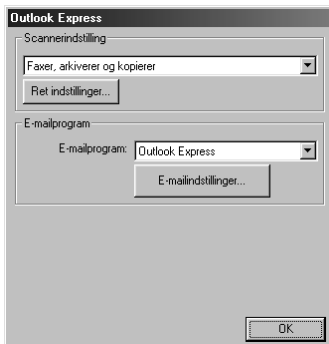 Outlook Express
Scannerindstilling
Faxer, arkiverer og kopierer
Ret indstillinger...
E-mailprogram
E-mailprogram: Outlook Express
E-mailindstillinger...
OK